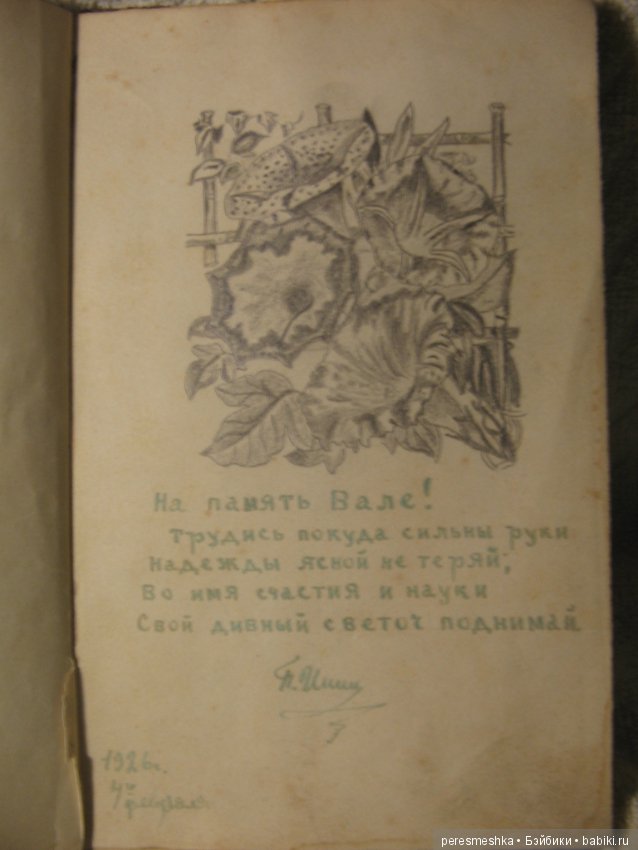 На память Вале!
Трудись покуда сильны руки
Надежды ясной не теряй,
Во имя счастия и науки
Свой дивный светоч поднимай
1926г.
февраля
peresmeshka • Бэйбики • babiki.ru